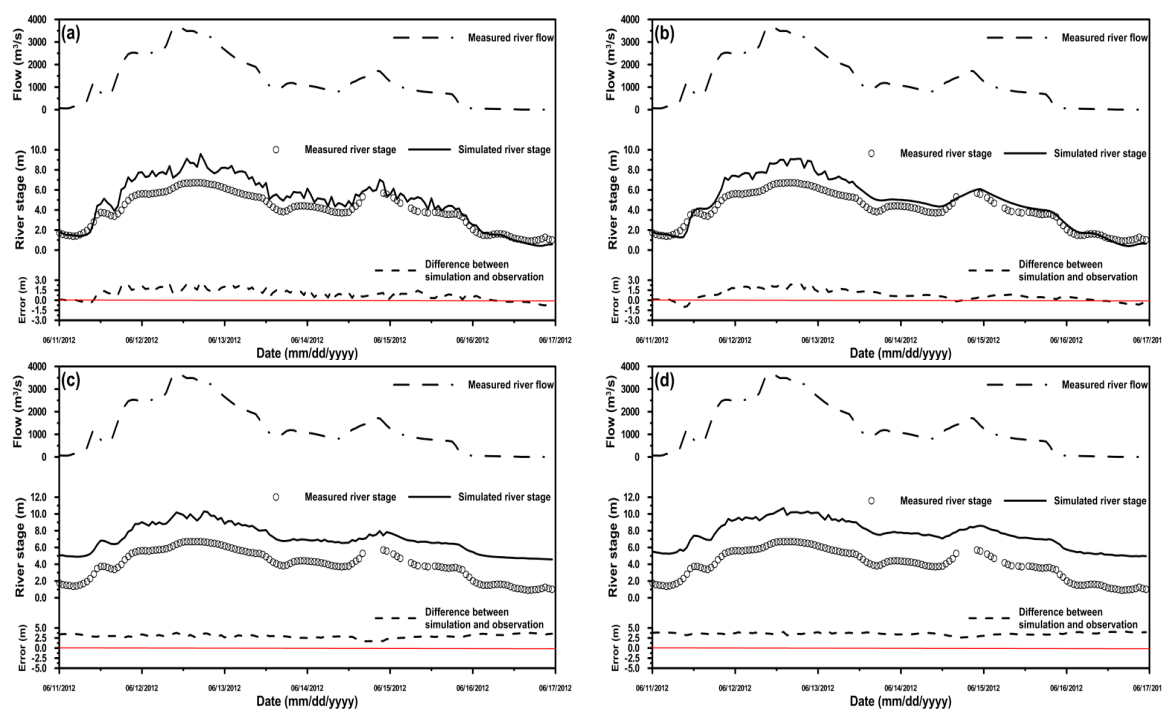 (a)
4000
3000
2000
1000
0
Flow (m³/s)
Measured river flow
10.0
8.0
6.0
4.0
2.0
0.0
River stage (m)
Measured river stage Simulated river stage
Difference between
simulation and observation
3.0
1.5
0.0
-1.5
-3.0
Error (m)
06/11/2012 06/12/2012 06/13/2012 06/14/2012 06/15/2012 06/16/2012 06/17/2012
Date (mm/dd/yyyy)
(b)
4000
3000
2000
1000
0
Flow (m³/s)
Measured river flow
10.0
8.0
6.0
4.0
2.0
0.0
River stage (m)
Measured river stage Simulated river stage
Difference between
simulation and observation
3.0
1.5
0.0
-1.5
-3.0
Error (m)
06/11/2012 06/12/2012 06/13/2012 06/14/2012 06/15/2012 06/16/2012 06/17/201
Date (mm/dd/yyyy)
(c)
4000
3000
2000
1000
0
Flow (m³/s)
Measured river flow
12.0
10.0
8.0
6.0
4.0
2.0
0.0
River stage (m)
Measured river stage Simulated river stage
Difference between
simulation and observation
5.0
2.5
0.0
-2.5
-5.0
Error (m)
06/11/2012 06/12/2012 06/13/2012 06/14/2012 06/15/2012 06/16/2012 06/17/2012
Date (mm/dd/yyyy)
(d)
4000
3000
2000
1000
0
Flow (m³/s)
Measured river flow
12.0
10.0
8.0
6.0
4.0
2.0
0.0
River stage (m)
Measured river stage Simulated river stage
Difference between
simulation and observation
5.0
2.5
0.0
-2.5
-5.0
Error (m)
06/11/2012 06/12/2012 06/13/2012 06/14/2012 06/15/2012 06/16/2012 06/17/201
Date (mm/dd/yyyy)